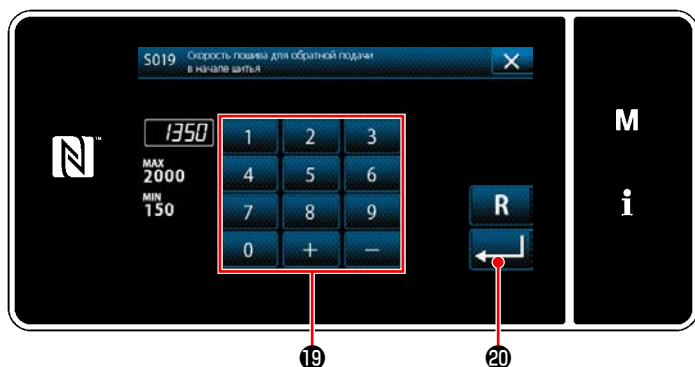 S019 Скорость пошива для обратной подачи
в начале шитья
1350
MAX
2000
MIN
150
1 2 3
4 5 6
7 8 9
0 + −
R
M
i
N™
⓳ ⓴